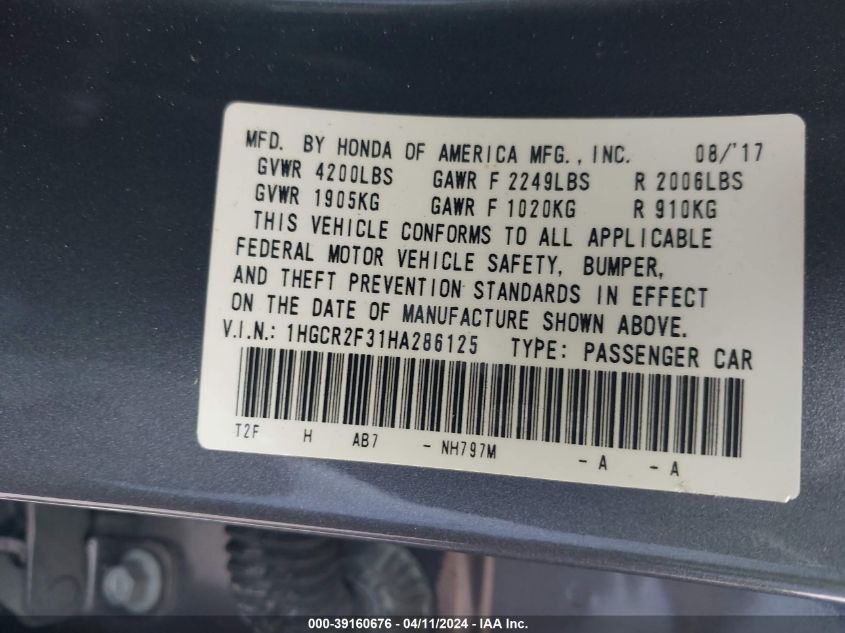 MFD. BY HONDA OF AMERICA MFG., INC. 08/'17
GVWR 4200LBS GAWR F 2249LBS R 2006LBS
GVWR 1905KG GAWR F 1020KG R 910KG
THIS VEHICLE CONFORMS TO ALL APPLICABLE
FEDERAL MOTOR VEHICLE SAFETY, BUMPER,
AND THEFT PREVENTION STANDARDS IN EFFECT
ON THE DATE OF MANUFACTURE SHOWN ABOVE.
V.I.N.: 1HGCR2F31HA286125 TYPE: PASSENGER CAR
T2F H AB7 - NH797M - A - A
000-39160676 / 04/11/2024 - IAA Inc.